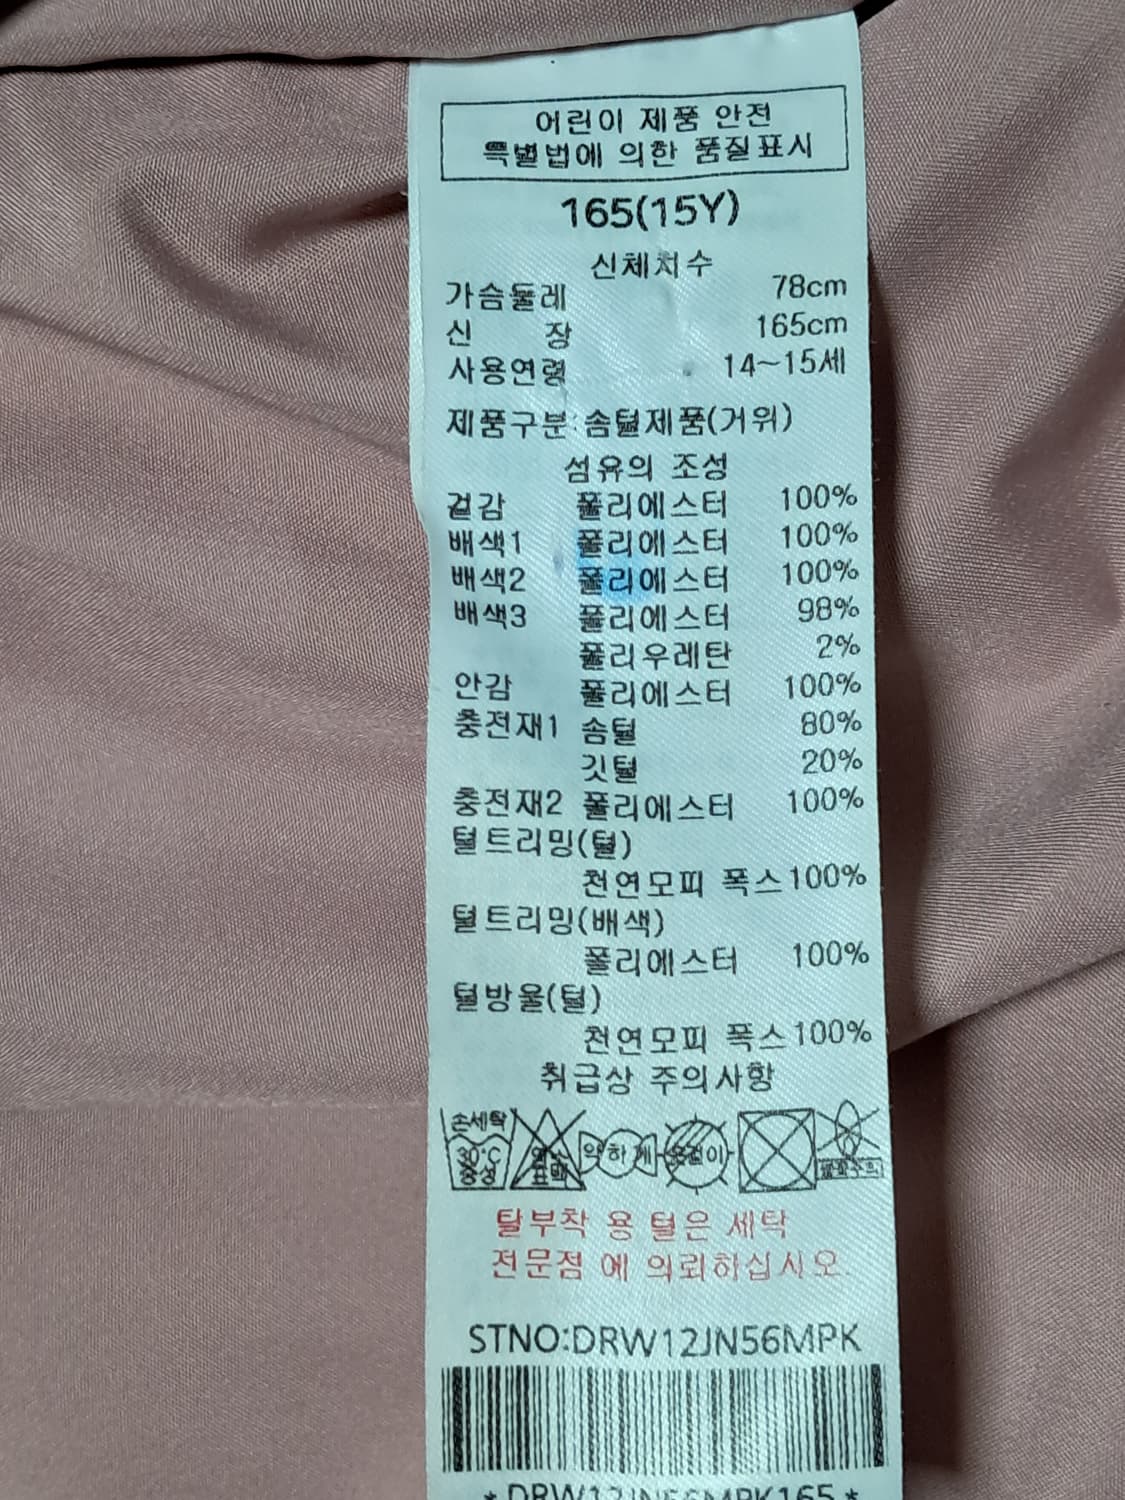 어린이 제품 안전
특별법에 의한 품질표시
165(15Y)
신체치수
가슴둘레 78cm
신 장 165cm
사용연령 14~15세
제품구분:솜털제품(거위)
섬유의 조성
겉감 폴리에스터 100%
배색1 폴리에스터 100%
배색2 폴리에스터 100%
배색3 폴리에스터 98%
폴리우레탄 2%
안감 폴리에스터 100%
충전재1 솜털 80%
깃털 20%
충전재2 폴리에스터 100%
털트리밍(털)
천연모피 폭스100%
털트리밍(배색)
폴리에스터 100%
털방울(털)
천연모피 폭스100%
취급상 주의사항
손세탁
30°C 염소 약하게 옷걸이
중성 표백
탈부착 용 털은 세탁
전문점 에 의뢰하십시오.
STNO:DRW12JN56MPK
*DRW12JN56MPK165*